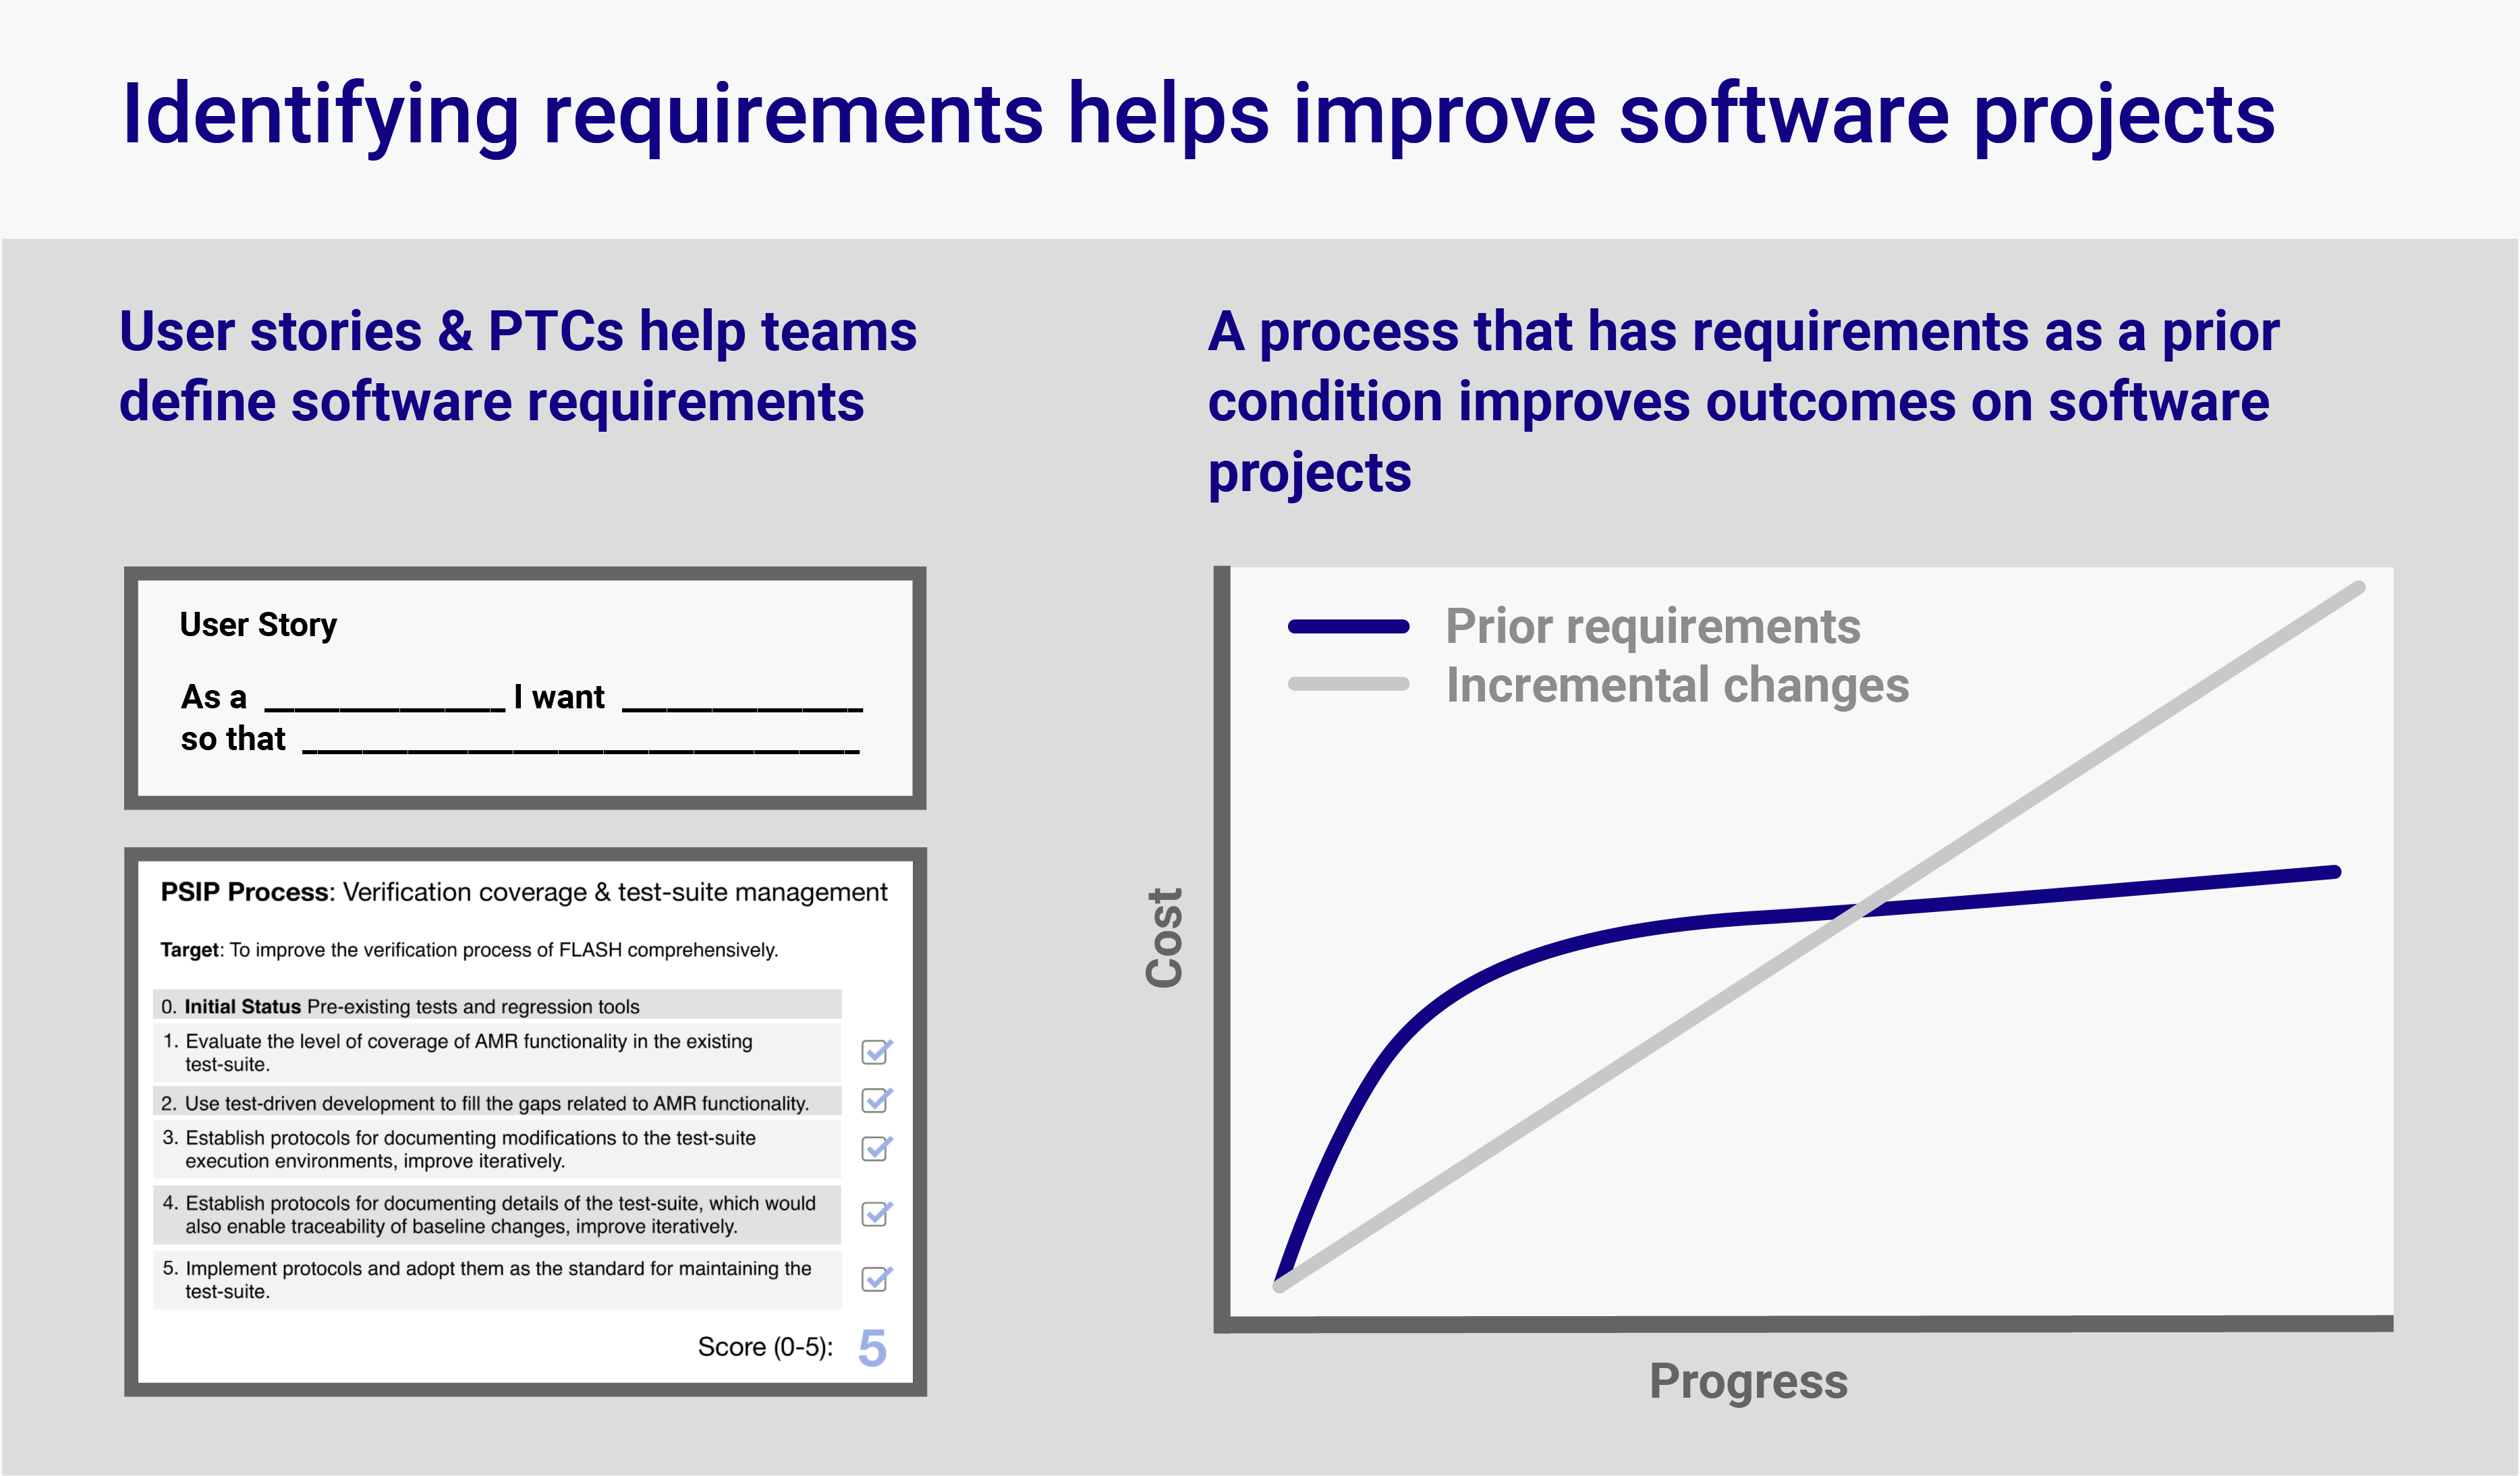 Identifying requirements helps improve software projects
User stories & PTCs help teams
define software requirements
User Story
As a ________________ I want ________________
so that _____________________________________
PSIP Process: Verification coverage & test-suite management
Target: To improve the verification process of FLASH comprehensively.
0. Initial Status Pre-existing tests and regression tools
1. Evaluate the level of coverage of AMR functionality in the existing
test-suite.
2. Use test-driven development to fill the gaps related to AMR functionality.
3. Establish protocols for documenting modifications to the test-suite
execution environments, improve iteratively.
4. Establish protocols for documenting details of the test-suite, which would
also enable traceability of baseline changes, improve iteratively.
5. Implement protocols and adopt them as the standard for maintaining the
test-suite.
Score (0-5): 5
A process that has requirements as a prior
condition improves outcomes on software
projects
Prior requirements
Incremental changes
Cost
Progress